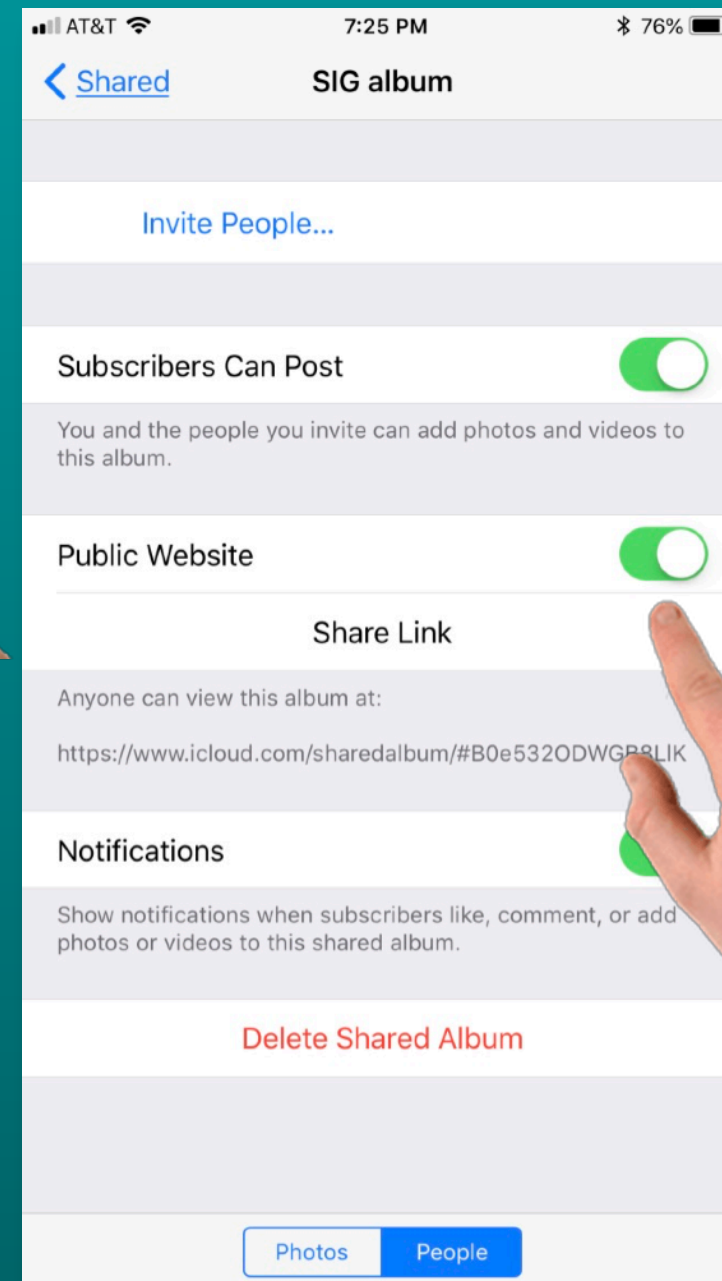 AT&T 7:25 PM 76%
Shared SIG album
Invite People...
Subscribers Can Post
You and the people you invite can add photos and videos to
this album.
Public Website
Share Link
Anyone can view this album at:
https://www.icloud.com/sharedalbum/#B0e532ODWGB8LIK
Notifications
Show notifications when subscribers like, comment, or add
photos or videos to this shared album.
Delete Shared Album
Photos People